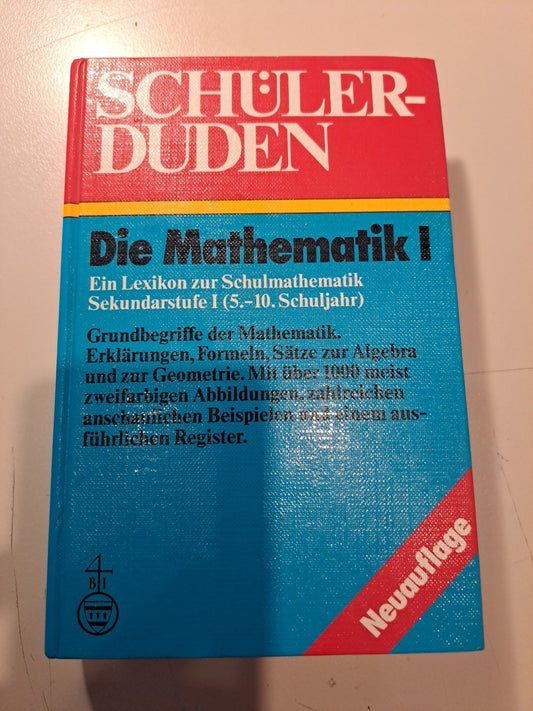 SCHÜLER-
DUDEN
Die Mathematik I
Ein Lexikon zur Schulmathematik
Sekundarstufe I (5.–10. Schuljahr)
Grundbegriffe der Mathematik.
Erklärungen, Formeln, Sätze zur Algebra
und zur Geometrie. Mit über 1000 meist
zweifarbigen Abbildungen, zahlreichen
anschaulichen Beispielen und einem aus-
führlichen Register.
B I
Neuauflage